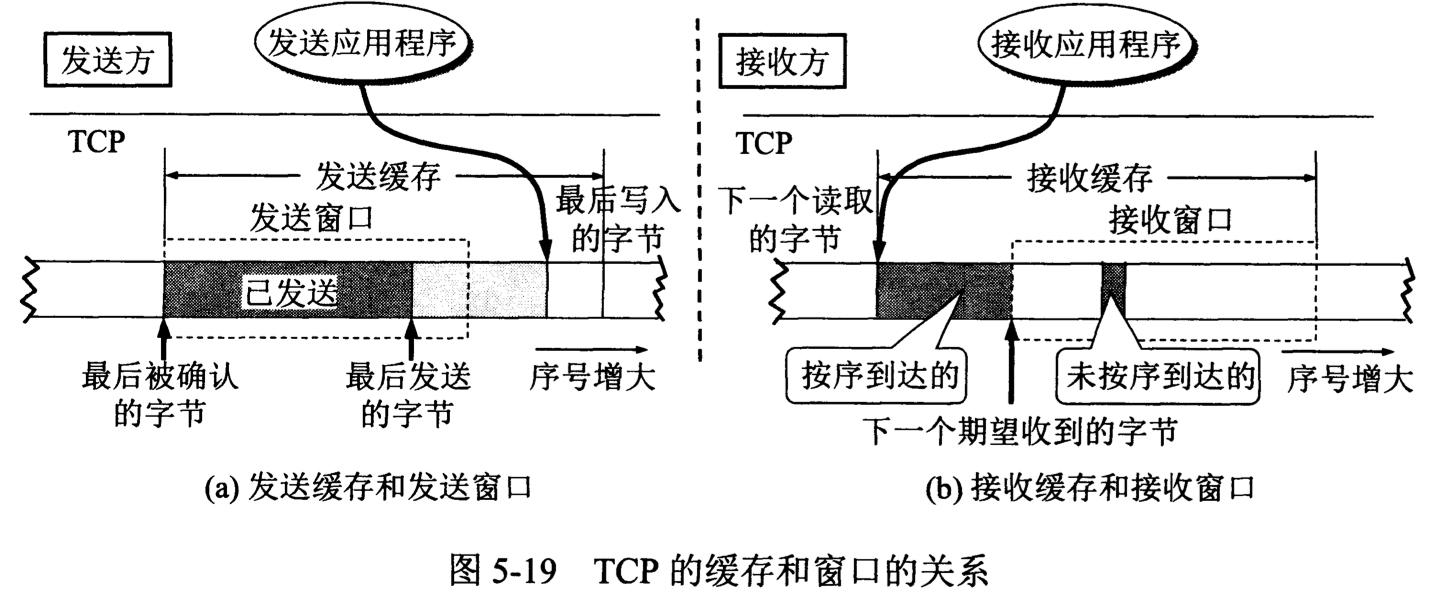 发送方
发送应用程序
TCP
发送缓存
发送窗口
最后写入
的字节
已发送
最后被确认
的字节
最后发送
的字节
序号增大
(a) 发送缓存和发送窗口
接收方
接收应用程序
TCP
接收缓存
下一个读取
的字节
接收窗口
按序到达的
未按序到达的
序号增大
下一个期望收到的字节
(b) 接收缓存和接收窗口
图 5-19 TCP 的缓存和窗口的关系